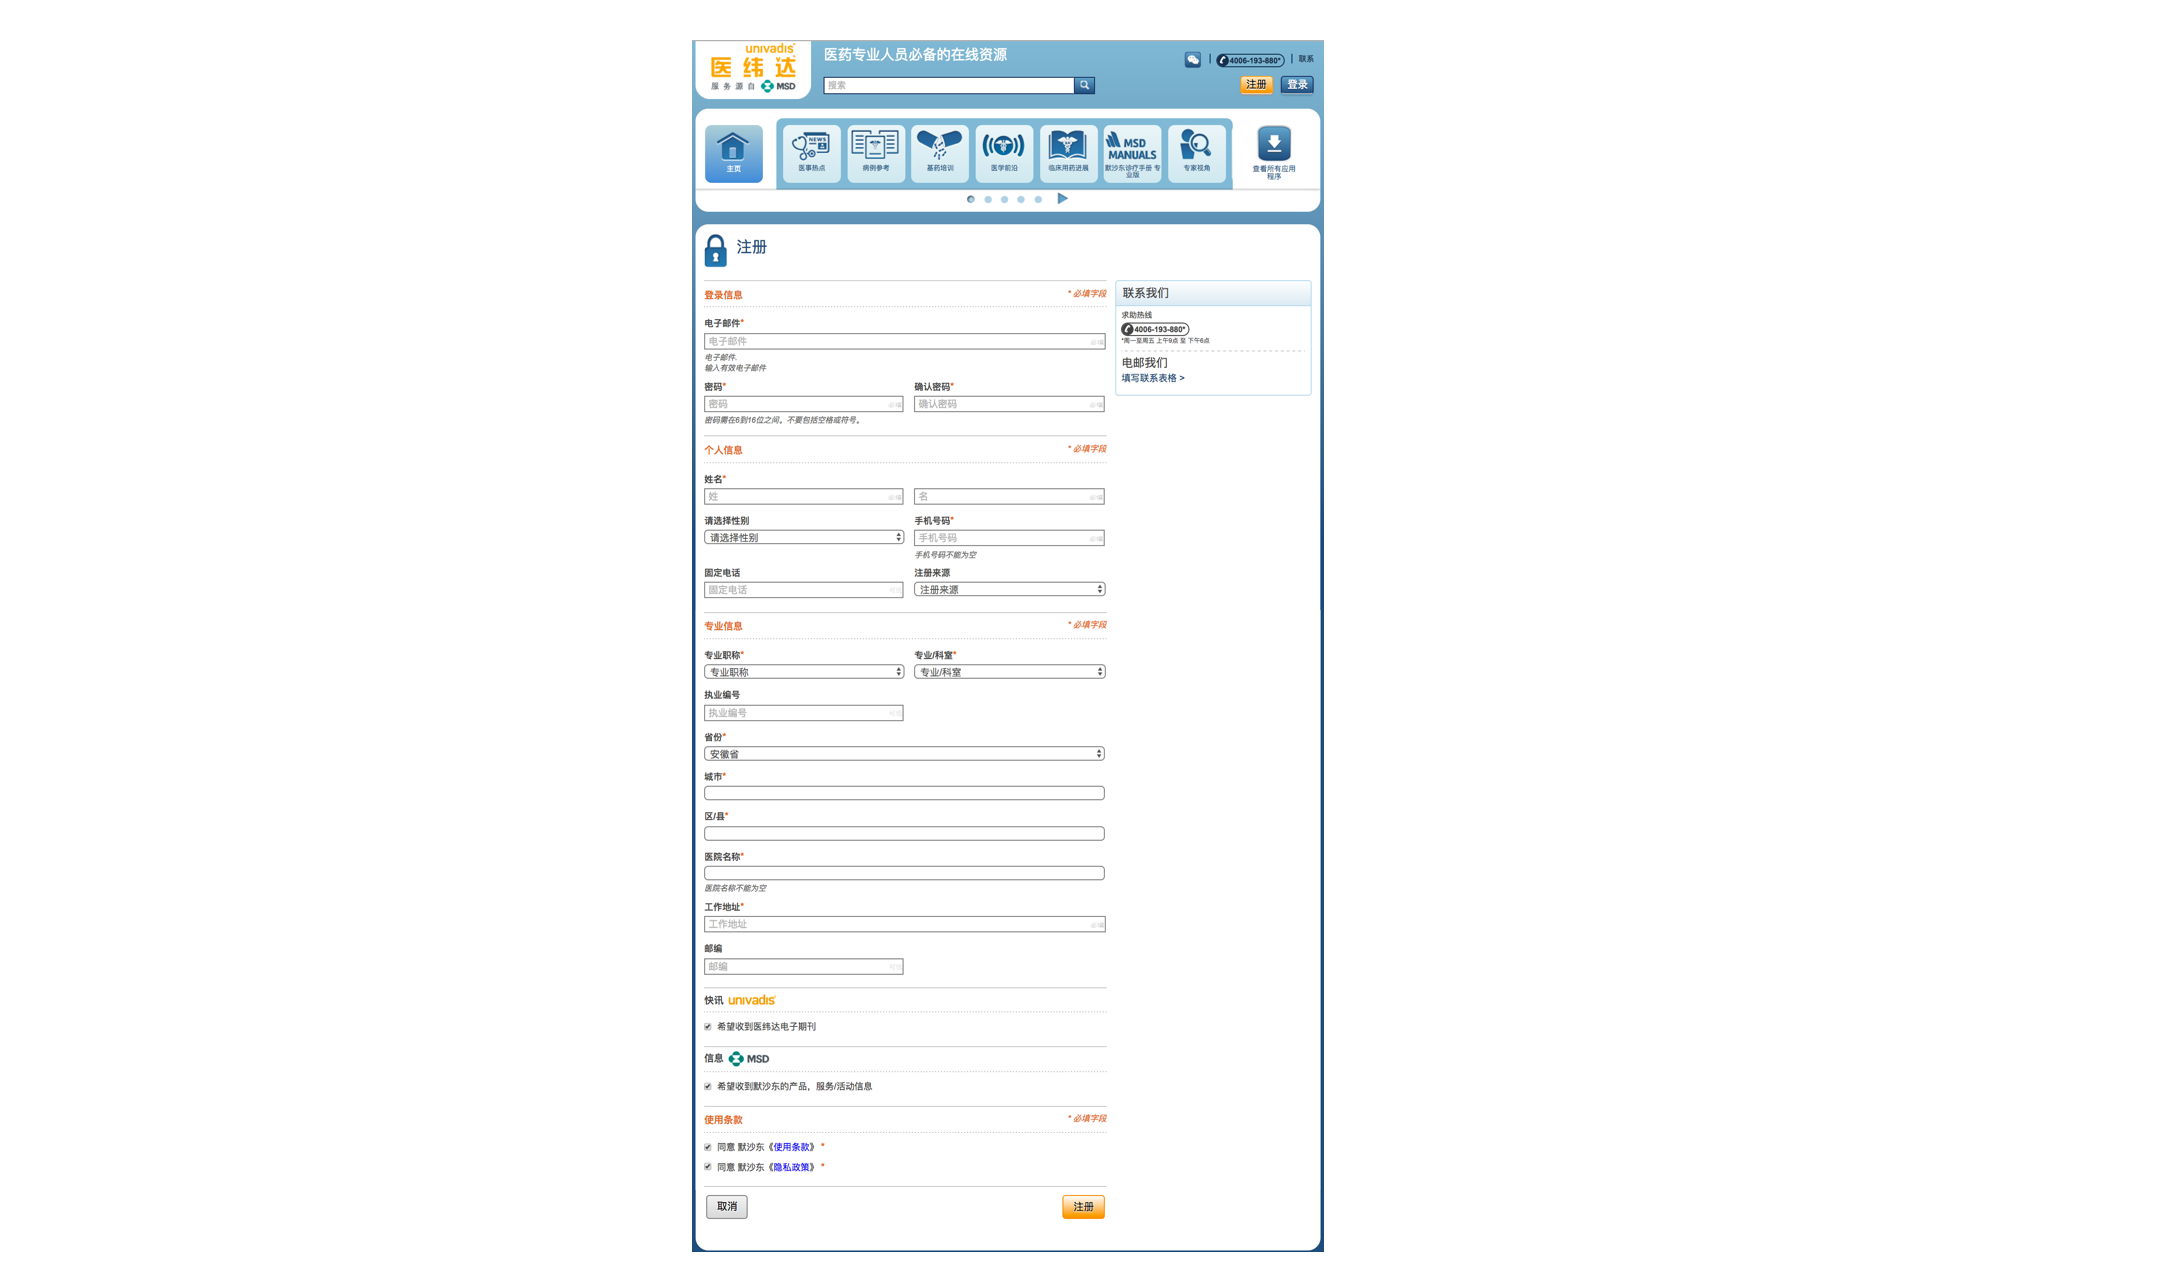 univadis
医纬达
服务源自 MSD
医药专业人员必备的在线资源
4006-193-880*
联系
搜索
注册
登录
主页
NEWS
医事热点
病例参考
基药培训
医学前沿
临床用药进展
MSD
MANUALS
默沙东诊疗手册 专
业版
专家视角
查看所有应用
程序
注册
登录信息
* 必填字段
电子邮件*
电子邮件
必填
电子邮件.
输入有效电子邮件
密码*
确认密码*
密码
必填
确认密码
必填
密码需在6到16位之间。不要包括空格或符号。
个人信息
* 必填字段
姓名*
姓
必填
名
必填
请选择性别
手机号码*
请选择性别
手机号码
必填
手机号码不能为空
固定电话
注册来源
固定电话
注册来源
专业信息
* 必填字段
专业职称*
专业/科室*
专业职称
专业/科室
执业编号
执业编号
省份*
安徽省
城市*
区/县*
医院名称*
医院名称不能为空
工作地址*
工作地址
必填
邮编
邮编
快讯 univadis
希望收到医纬达电子期刊
信息 MSD
希望收到默沙东的产品，服务/活动信息
使用条款
* 必填字段
同意 默沙东《使用条款》 *
同意 默沙东《隐私政策》 *
取消
注册
联系我们
求助热线
4006-193-880*
*周一至周五 上午9点 至 下午6点
电邮我们
填写联系表格 >